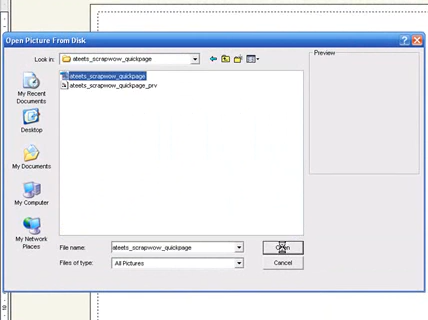 Open Picture From Disk
Look in:
ateets_scrapwow_quickpage
Preview
ateets_scrapwow_quickpage
ateets_scrapwow_quickpage_prv
My Recent
Documents
Desktop
My Documents
My Computer
My Network
Places
File name:
ateets_scrapwow_quickpage
Open
Files of type:
All Pictures
Cancel